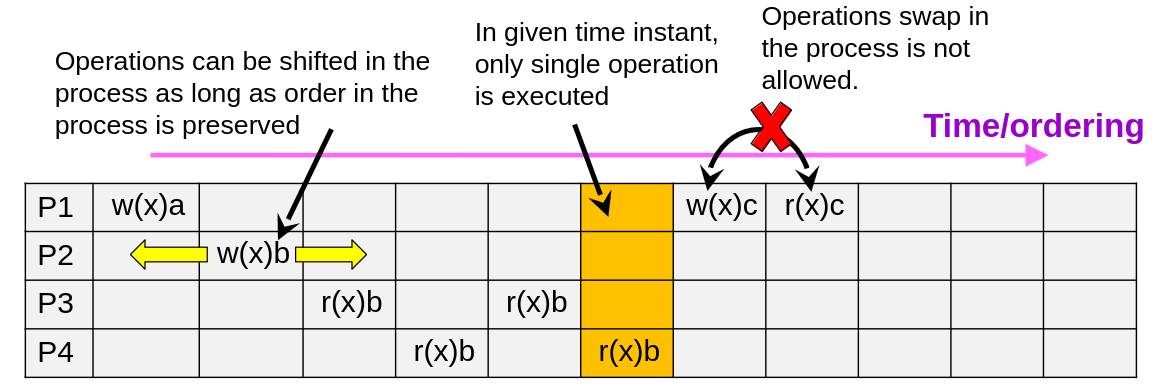 Operations can be shifted in the
process as long as order in the
process is preserved
In given time instant,
only single operation
is executed
Operations swap in
the process is not
allowed.
Time/ordering
P1 w(x)a w(x)c r(x)c
P2 w(x)b
P3 r(x)b r(x)b
P4 r(x)b r(x)b